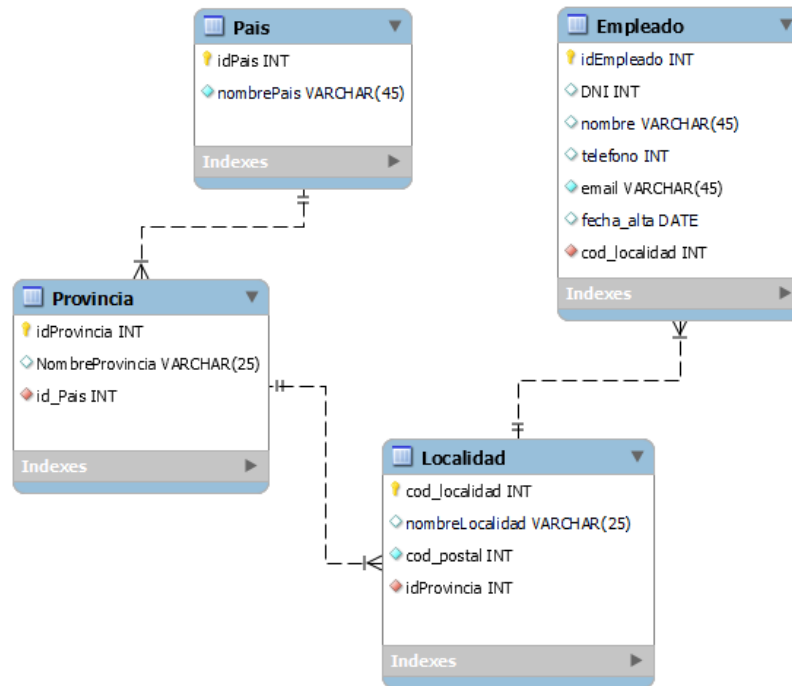 Pais
idPais INT
nombrePais VARCHAR(45)
Indexes
Empleado
idEmpleado INT
DNI INT
nombre VARCHAR(45)
telefono INT
email VARCHAR(45)
fecha_alta DATE
cod_localidad INT
Indexes
Provincia
idProvincia INT
NombreProvincia VARCHAR(25)
id_Pais INT
Indexes
Localidad
cod_localidad INT
nombreLocalidad VARCHAR(25)
cod_postal INT
idProvincia INT
Indexes